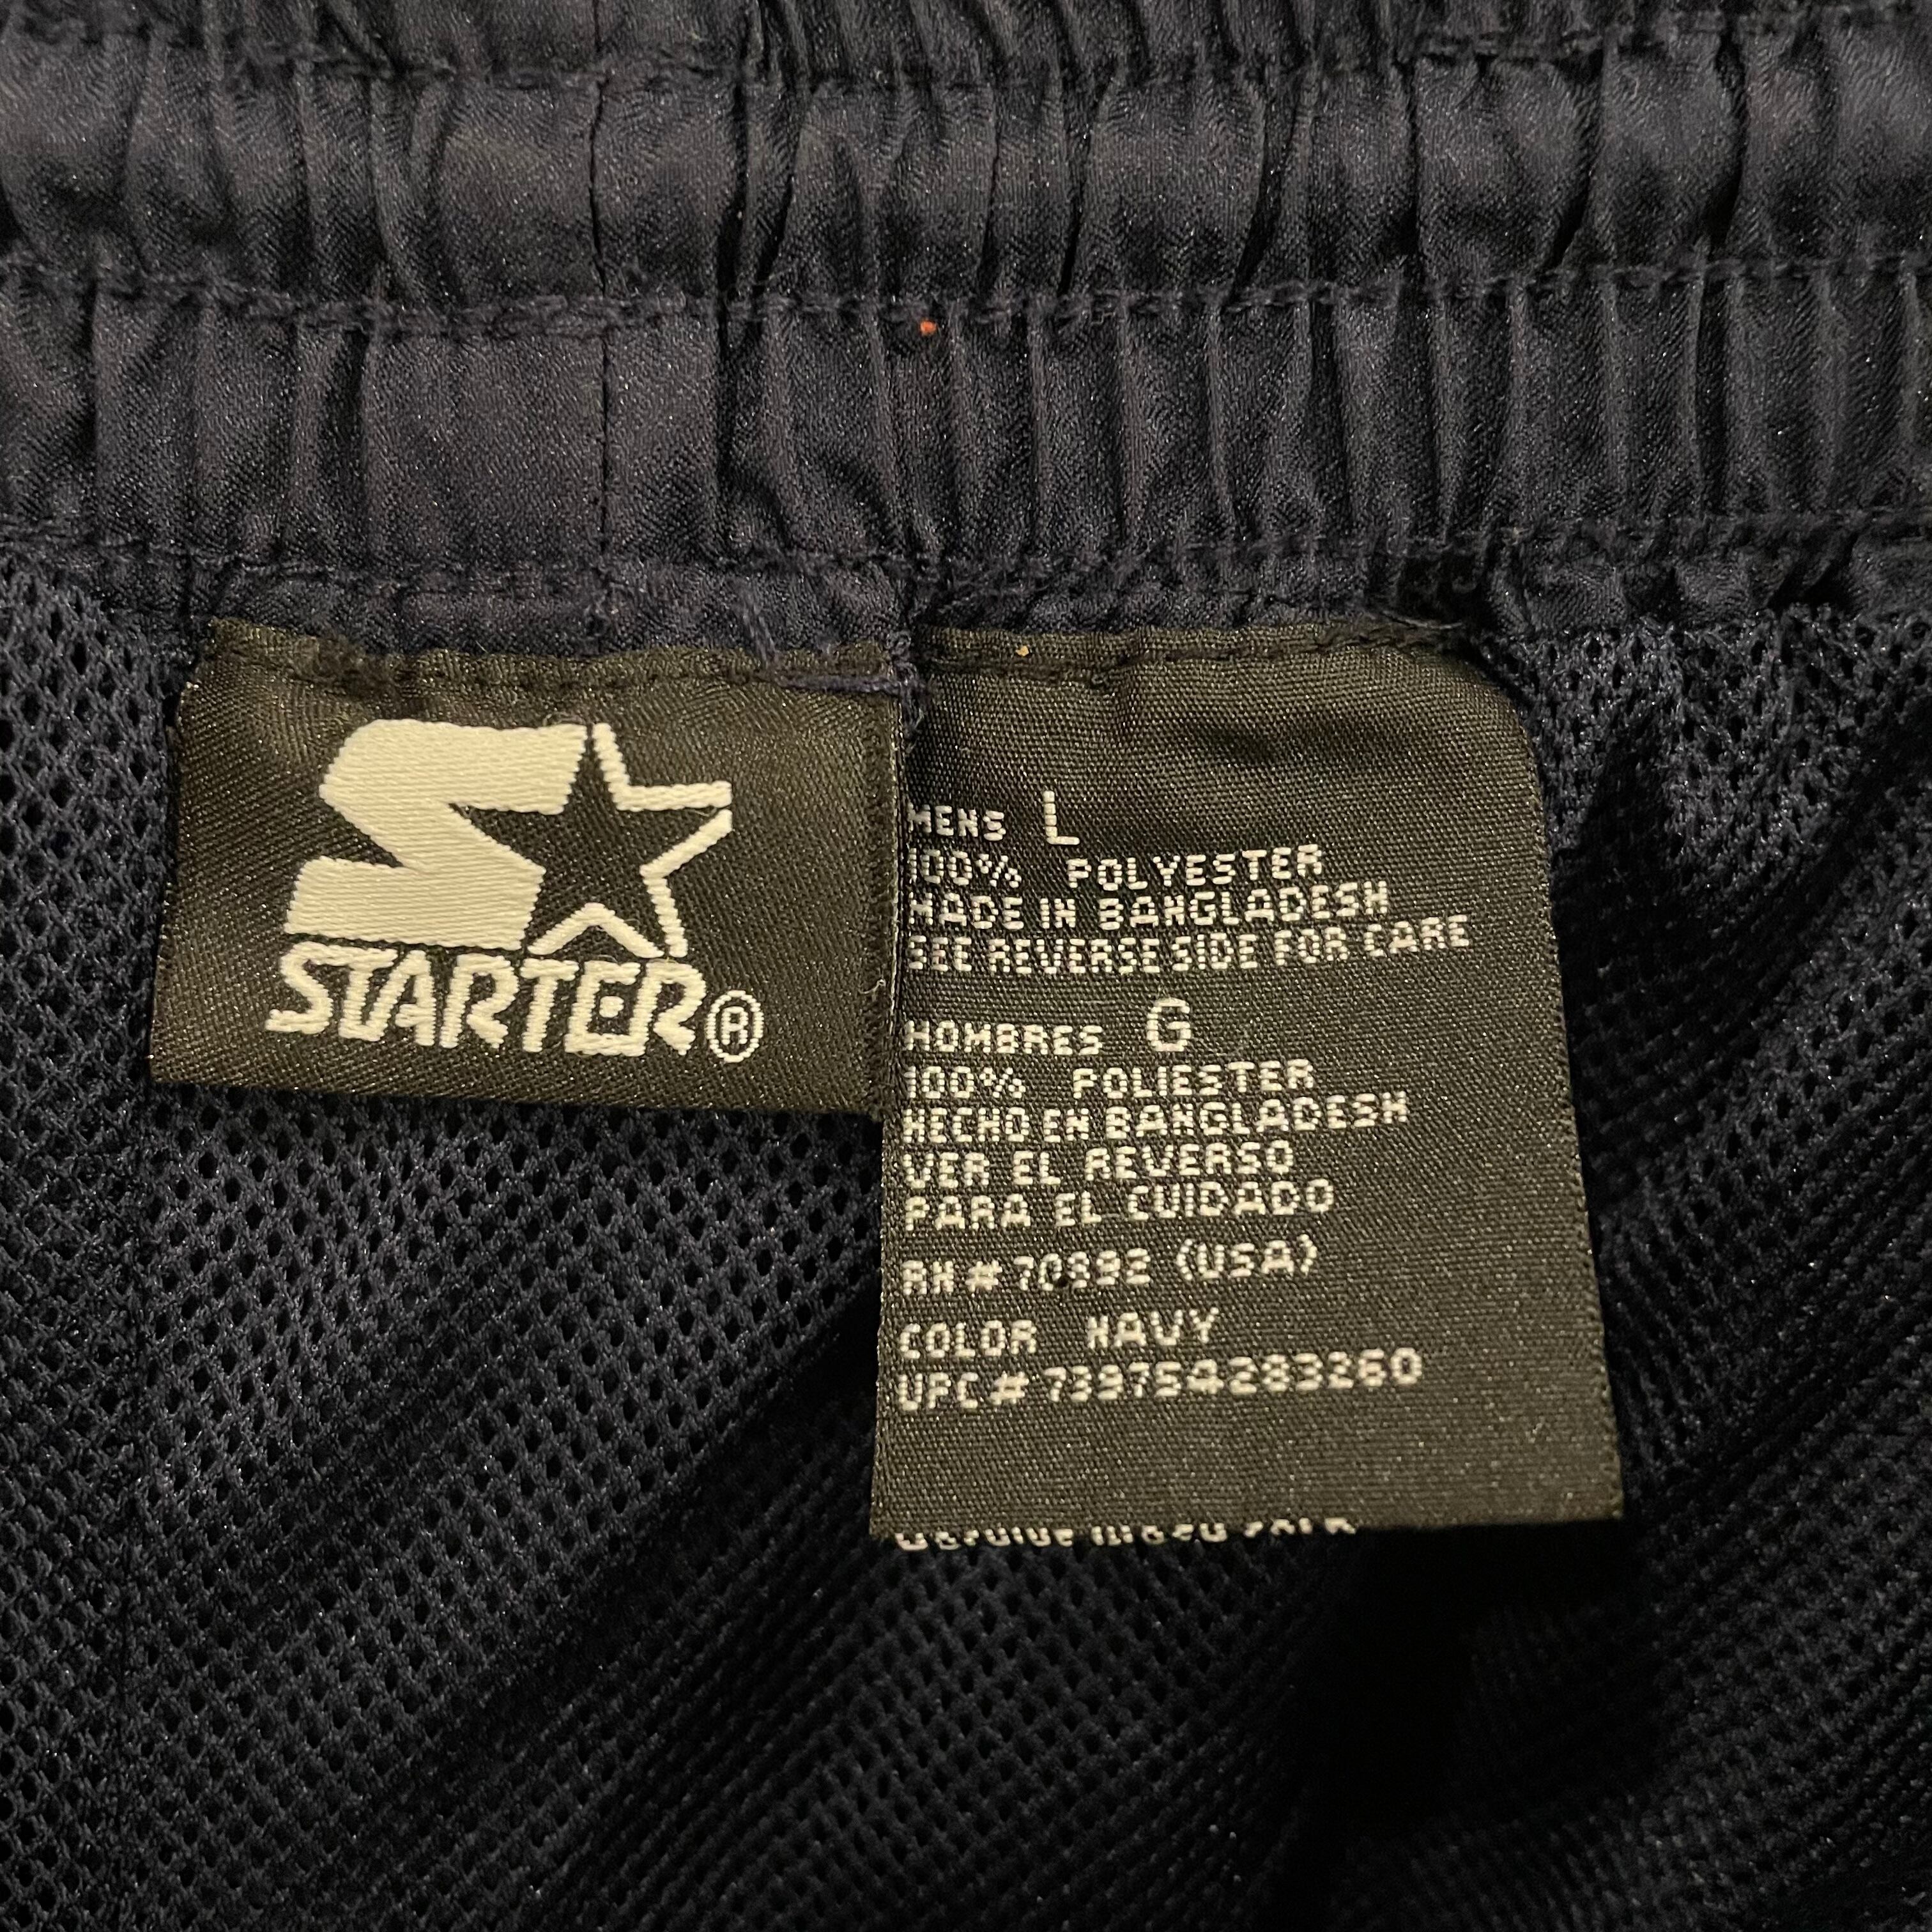 STARTER®
MENS L
100% POLYESTER
MADE IN BANGLADESH
SEE REVERSE SIDE FOR CARE
HOMBRES G
100% POLIESTER
HECHO EN BANGLADESH
VER EL REVERSO
PARA EL CUIDADO
RN# 70892 (USA)
COLOR NAVY
UPC# 739754283260